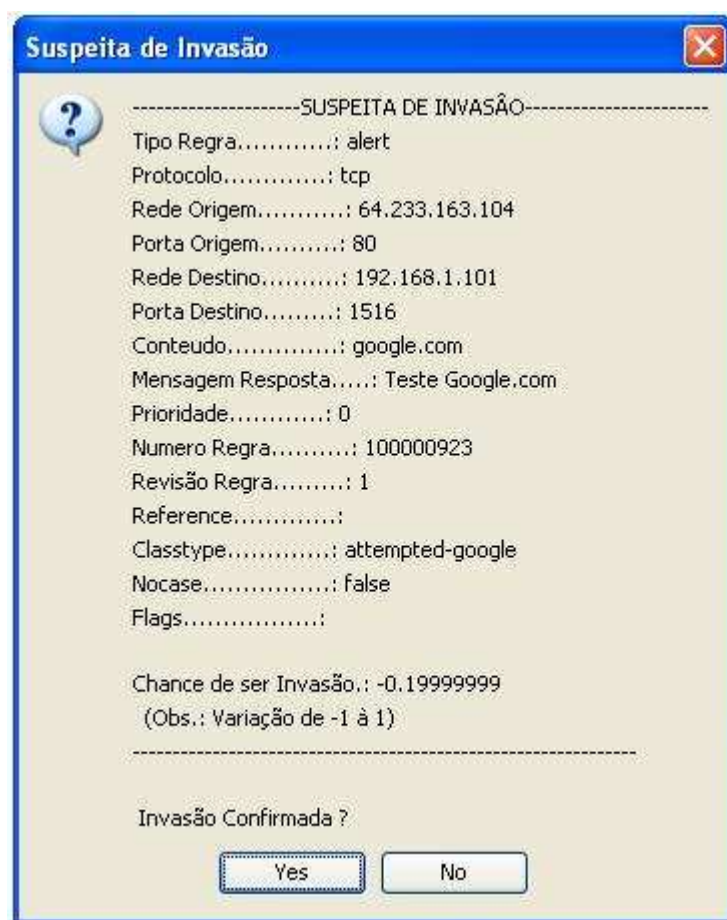 Suspeita de Invasão
---------------------SUSPEITA DE INVASÂO-----------------------
Tipo Regra............: alert
Protocolo.............: tcp
Rede Origem...........: 64.233.163.104
Porta Origem..........: 80
Rede Destino..........: 192.168.1.101
Porta Destino.........: 1516
Conteudo..............: google.com
Mensagem Resposta.....: Teste Google.com
Prioridade............: 0
Numero Regra..........: 100000923
Revisão Regra.........: 1
Reference.............:
Classtype.............: attempted-google
Nocase................: false
Flags.................:
Chance de ser Invasão.: -0.19999999
(Obs.: Variação de -1 à 1)
----------------------------------------------------------------
Invasão Confirmada ?
Yes No